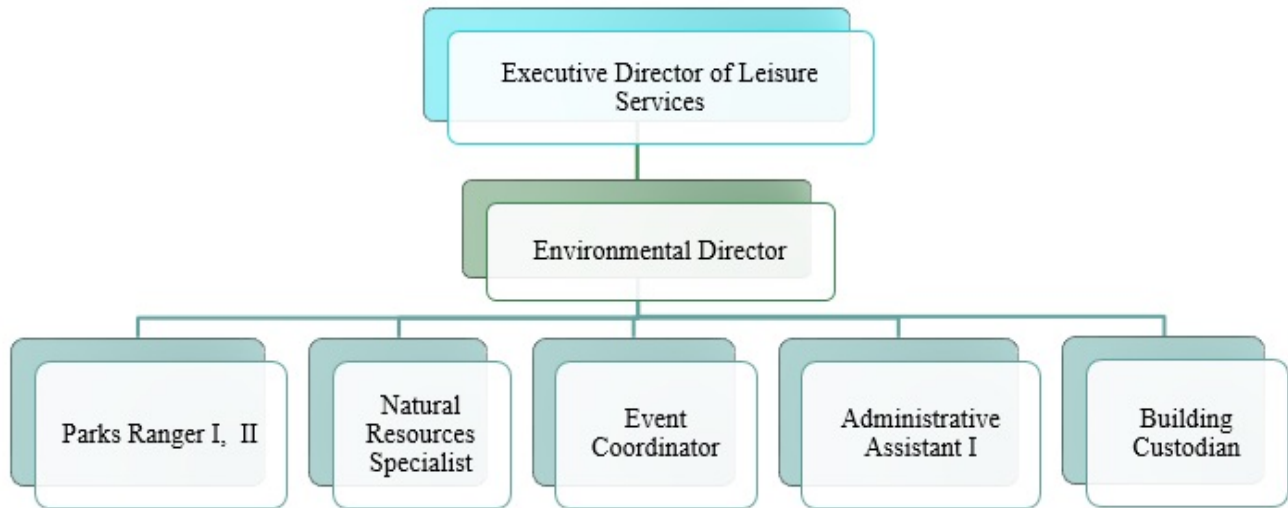 Executive Director of Leisure
Services
Environmental Director
Parks Ranger I,  II
Natural
Resources
Specialist
Event
Coordinator
Administrative
Assistant I
Building
Custodian